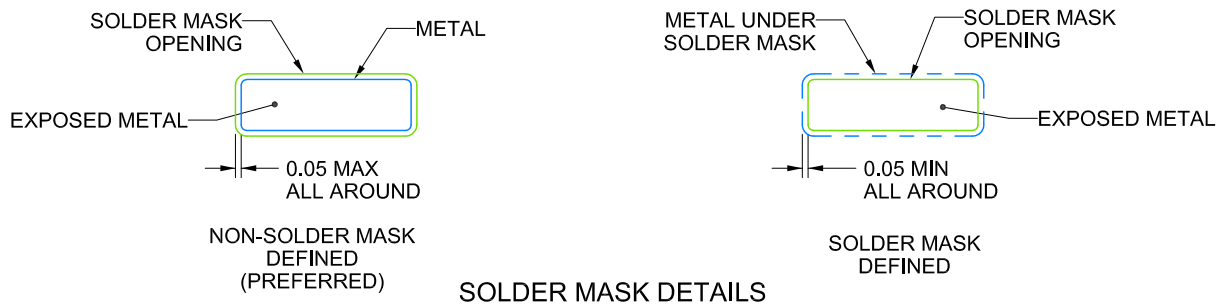 SOLDER MASK
OPENING
METAL
EXPOSED METAL
0.05 MAX
ALL AROUND
NON-SOLDER MASK
DEFINED
(PREFERRED)
METAL UNDER
SOLDER MASK
SOLDER MASK
OPENING
EXPOSED METAL
0.05 MIN
ALL AROUND
SOLDER MASK
DEFINED
SOLDER MASK DETAILS